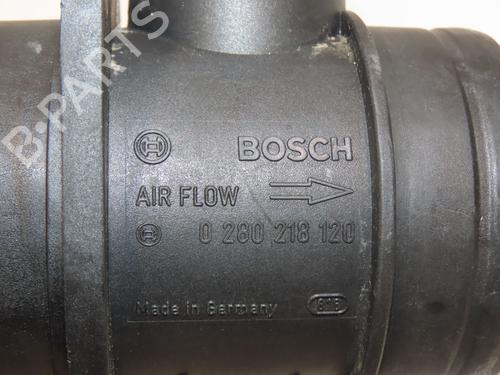 B-PARTS
BOSCH
AIR FLOW
0 280 218 120
Made in Germany